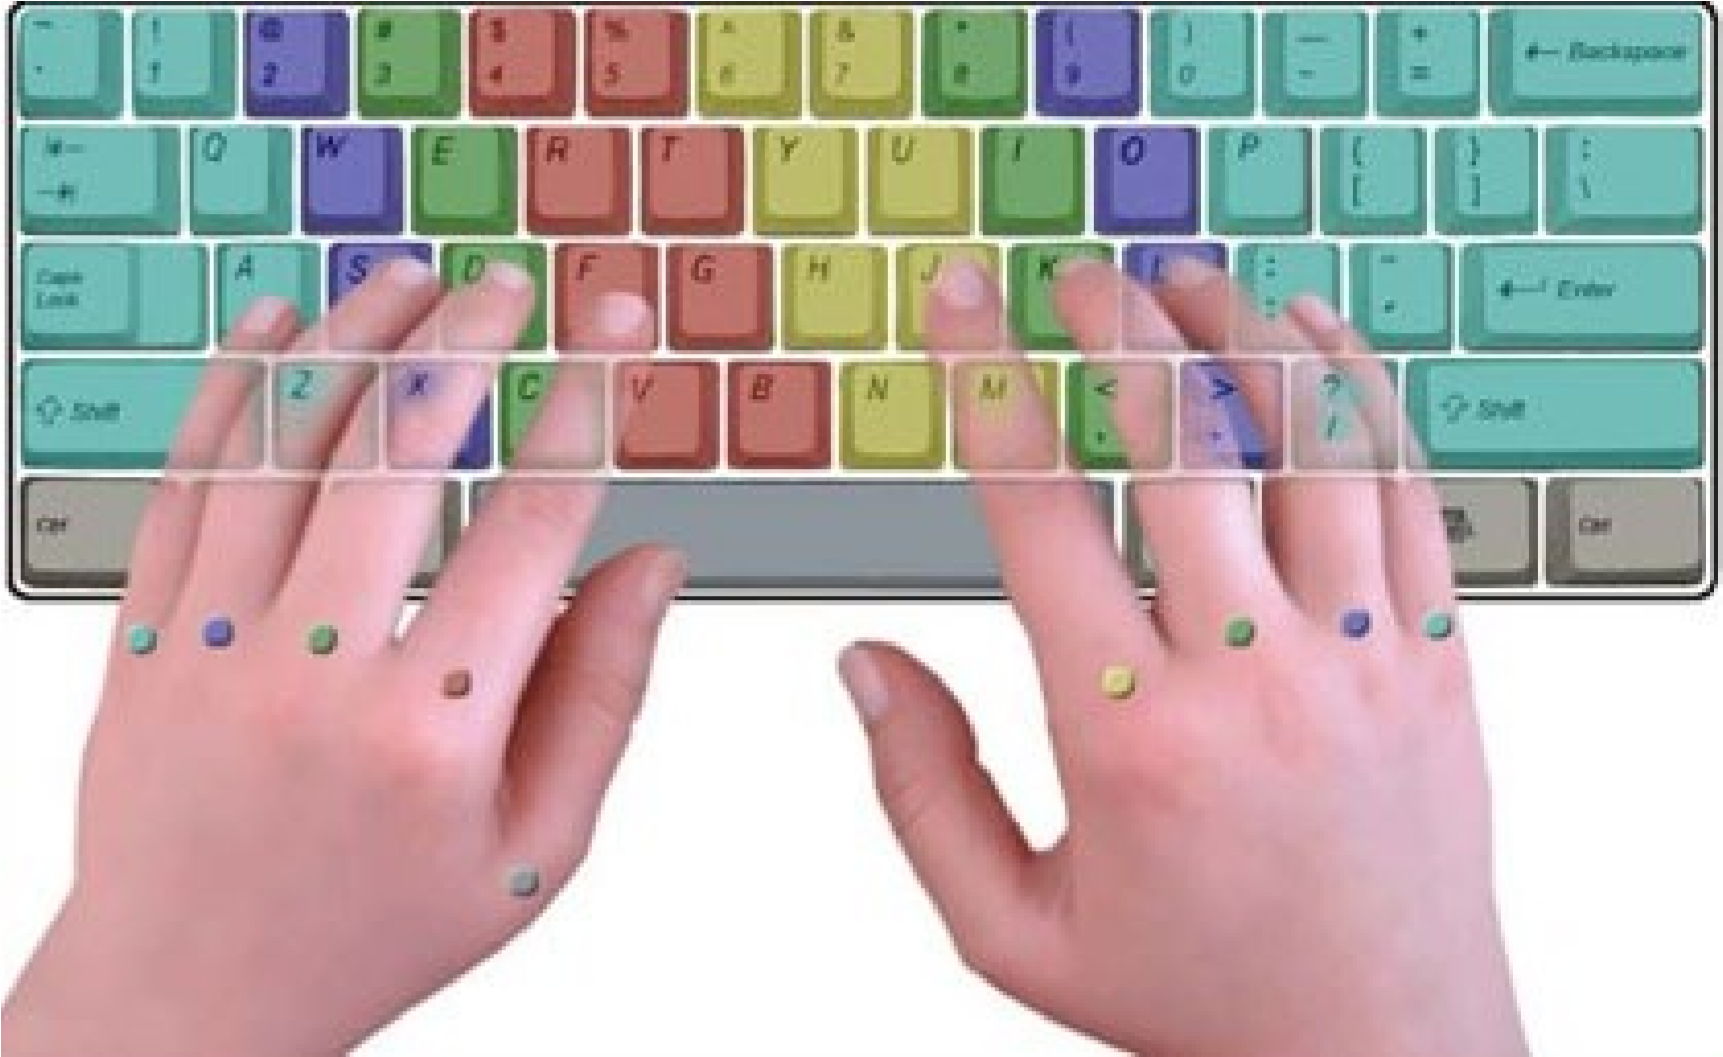 ~ ! @ # $ % ^ & * ( ) — +
1 2 3 4 5 6 7 8 9 0 - = ←— Backspace
Q W E R T Y U I O P { }
[ ] \
Caps Lock A S D F G H J K L : ←—┘ Enter
⇧ Shift Z X C V B N M < > ? / ⇧ Shift
Ctrl Ctrl